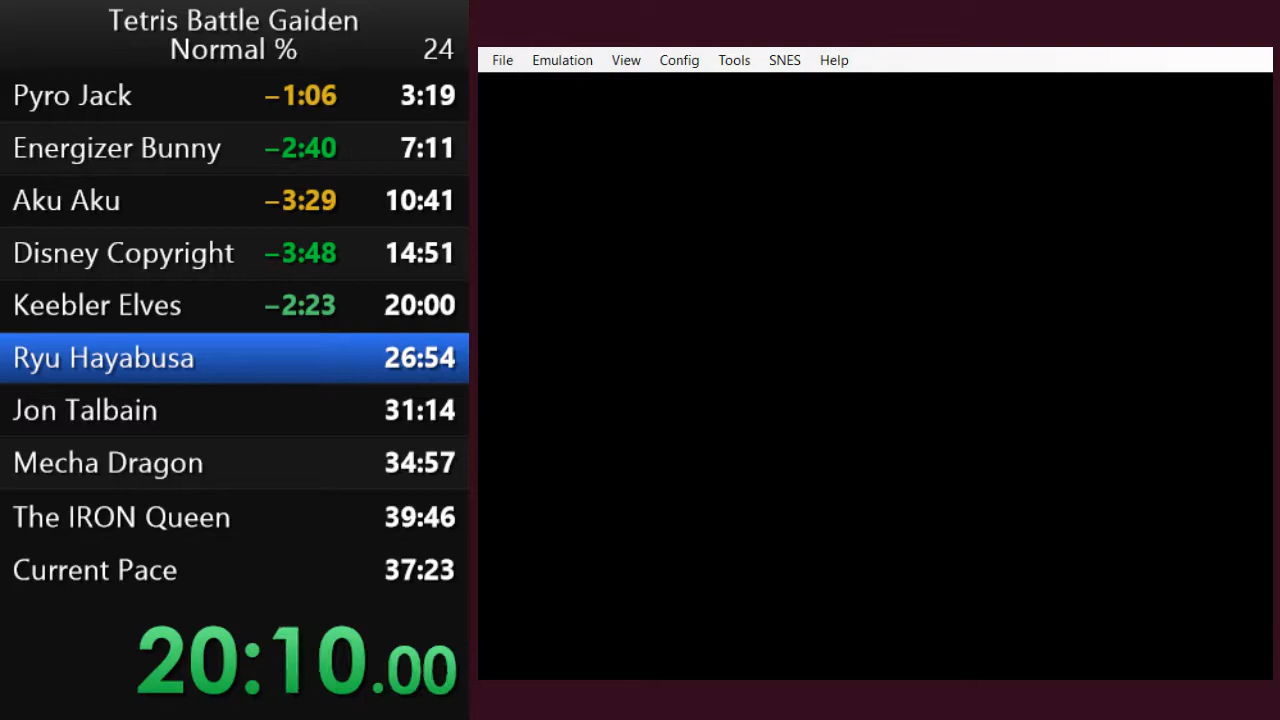 Tetris Battle Gaiden
Normal % 24
Pyro Jack −1:06 3:19
Energizer Bunny −2:40 7:11
Aku Aku −3:29 10:41
Disney Copyright −3:48 14:51
Keebler Elves −2:23 20:00
Ryu Hayabusa 26:54
Jon Talbain 31:14
Mecha Dragon 34:57
The IRON Queen 39:46
Current Pace 37:23
20:10.00
File Emulation View Config Tools SNES Help